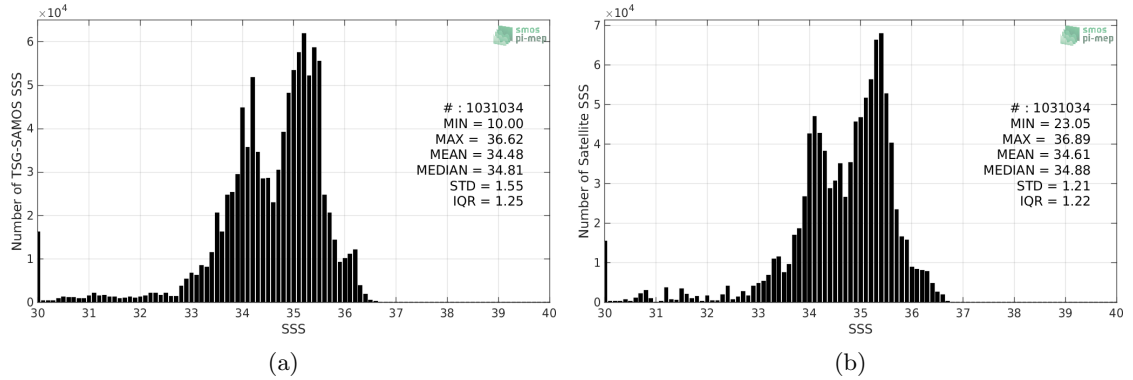 ×10⁴
6
5
4
3
2
1
0
Number of TSG-SAMOS SSS
smos
pi-mep
# : 1031034
MIN = 10.00
MAX = 36.62
MEAN = 34.48
MEDIAN = 34.81
STD = 1.55
IQR = 1.25
30 31 32 33 34 35 36 37 38 39 40
SSS
(a)
×10⁴
7
6
5
4
3
2
1
0
Number of Satellite SSS
smos
pi-mep
# : 1031034
MIN = 23.05
MAX = 36.89
MEAN = 34.61
MEDIAN = 34.88
STD = 1.21
IQR = 1.22
30 31 32 33 34 35 36 37 38 39 40
SSS
(b)